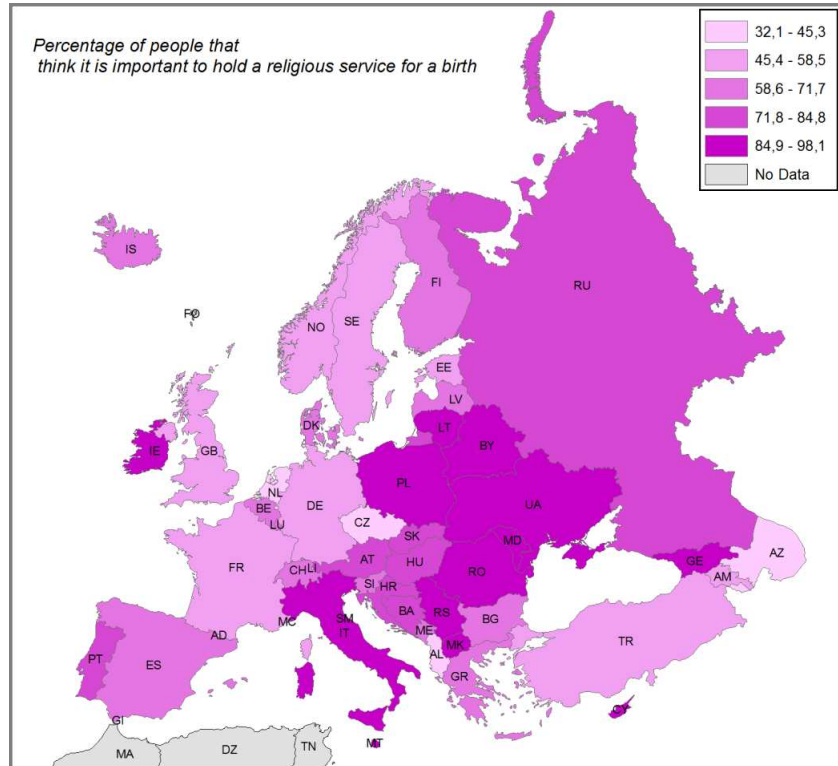 Percentage of people that
think it is important to hold a religious service for a birth
32,1 - 45,3
45,4 - 58,5
58,6 - 71,7
71,8 - 84,8
84,9 - 98,1
No Data
IS
FO
NO
SE
FI
RU
EE
LV
LT
DK
IE
GB
BY
NL
PL
DE
BE
LU
UA
CZ
SK
MD
FR
CH
LI
AT
HU
RO
SI
HR
GE
AZ
AM
MC
SM
IT
BA
RS
BG
AD
ME
MK
AL
TR
PT
ES
GR
CY
GI
MT
MA
DZ
TN